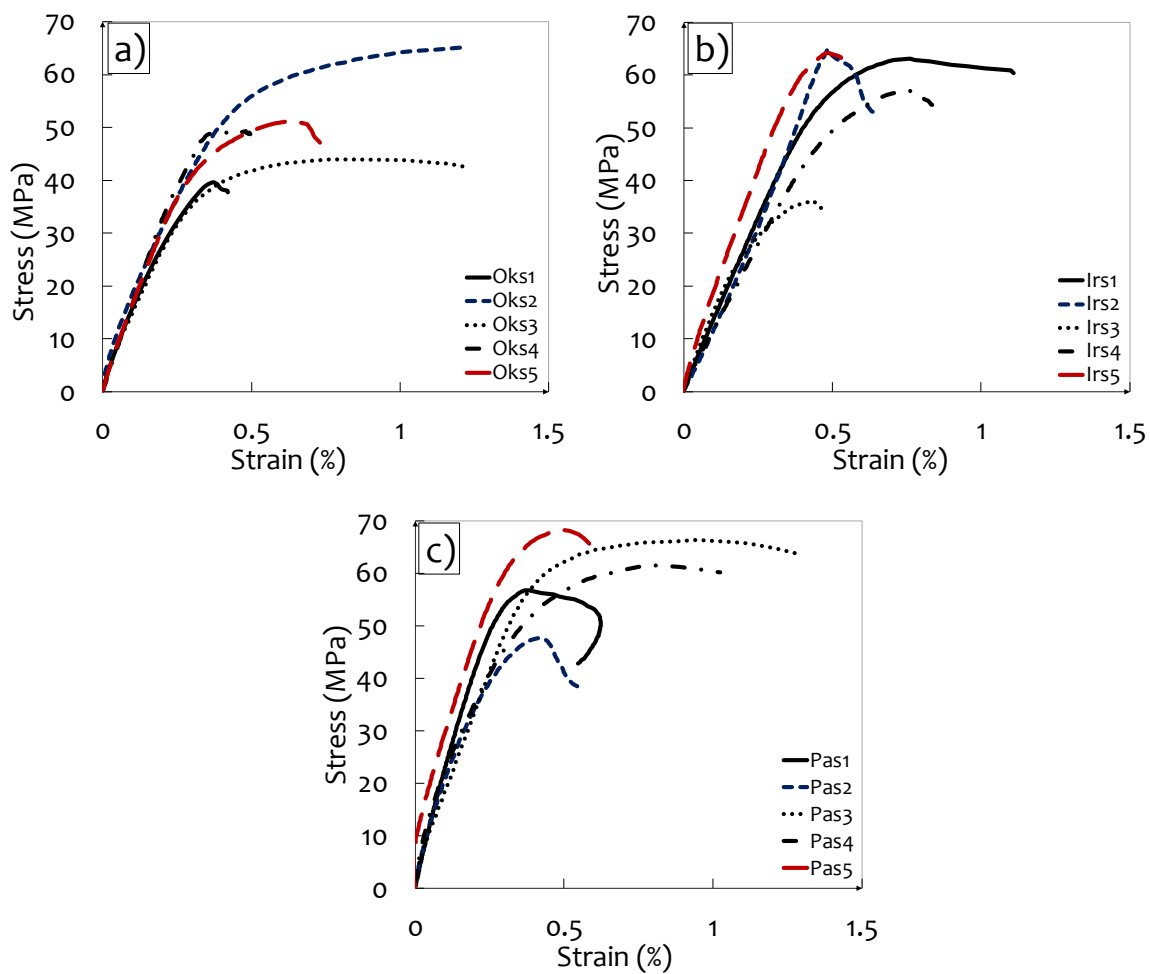 a)
Stress (MPa)
70
60
50
40
30
20
10
0
0
0.5
1
1.5
Strain (%)
Oks1
Oks2
Oks3
Oks4
Oks5
b)
Stress (MPa)
70
60
50
40
30
20
10
0
0
0.5
1
1.5
Strain (%)
Irs1
Irs2
Irs3
Irs4
Irs5
c)
Stress (MPa)
70
60
50
40
30
20
10
0
0
0.5
1
1.5
Strain (%)
Pas1
Pas2
Pas3
Pas4
Pas5